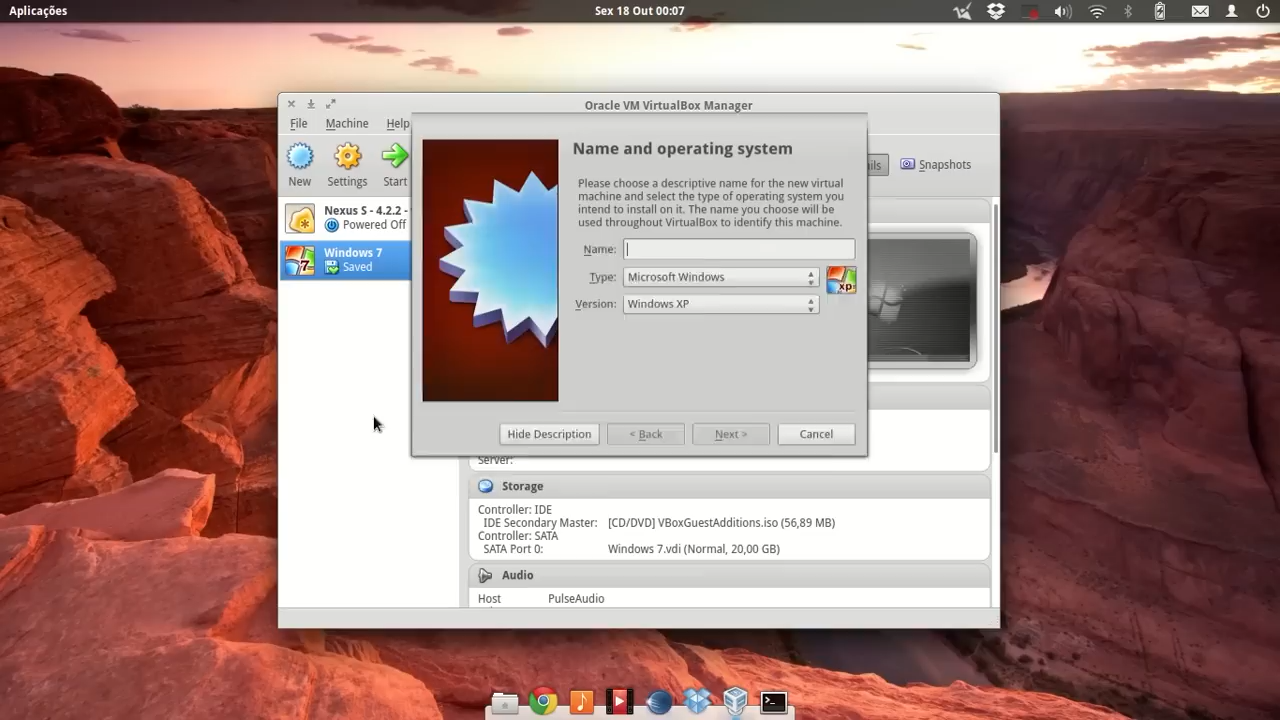 Aplicações
Sex 18 Out 00:07
Oracle VM VirtualBox Manager
File Machine Help
New Settings Start
Snapshots
Nexus S - 4.2.2 -
Powered Off
Windows 7
Saved
Name and operating system
Please choose a descriptive name for the new virtual
machine and select the type of operating system you
intend to install on it. The name you choose will be
used throughout VirtualBox to identify this machine.
Name:
Type: Microsoft Windows
xp
Version: Windows XP
Hide Description < Back Next > Cancel
Server:
Storage
Controller: IDE
IDE Secondary Master: [CD/DVD] VBoxGuestAdditions.iso (56,89 MB)
Controller: SATA
SATA Port 0: Windows 7.vdi (Normal, 20,00 GB)
Audio
Host PulseAudio